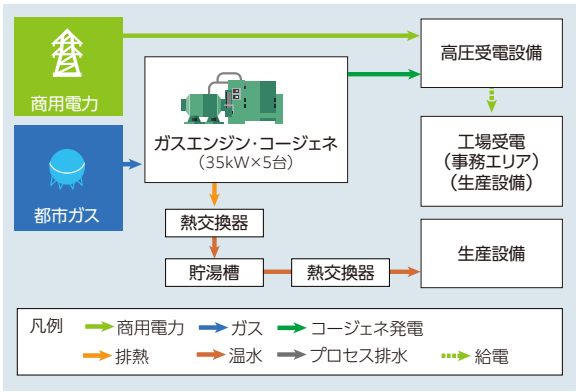 商用電力
都市ガス
ガスエンジン・コージェネ
（35kW×5台）
熱交換器
貯湯槽
熱交換器
高圧受電設備
工場受電
（事務エリア）
（生産設備）
生産設備
凡例
商用電力
ガス
コージェネ発電
排熱
温水
プロセス排水
給電